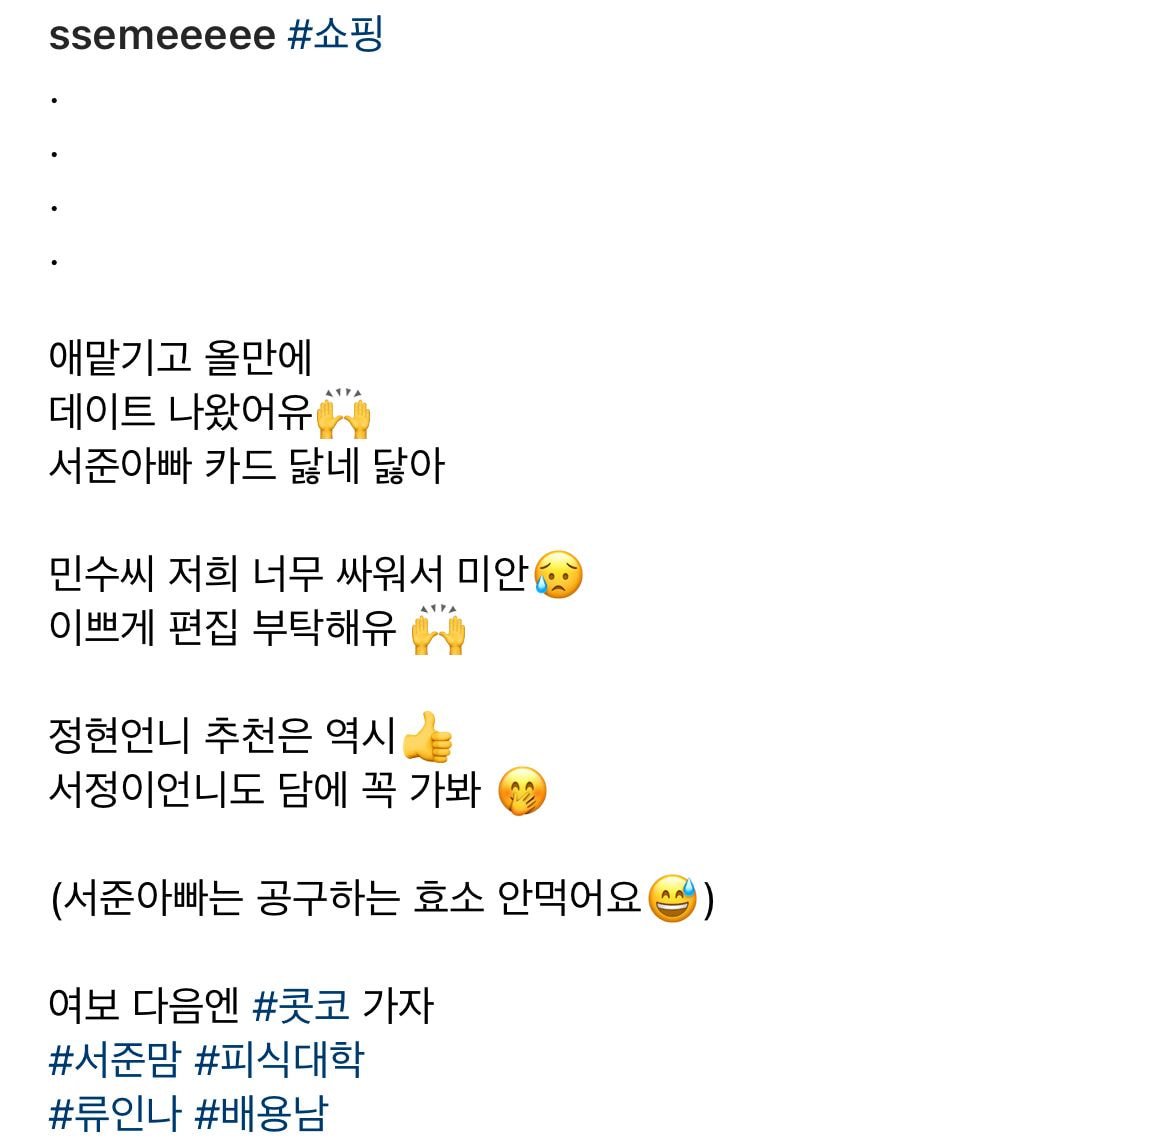 ssemeeeee #쇼핑
.
.
.
.
애맡기고 올만에
데이트 나왔어유🙌
서준아빠 카드 닳네 닳아
민수씨 저희 너무 싸워서 미안😥
이쁘게 편집 부탁해유 🙌
정현언니 추천은 역시👍
서정이언니도 담에 꼭 가봐 🤭
(서준아빠는 공구하는 효소 안먹어요😅)
여보 다음엔 #콧코 가자
#서준맘 #피식대학
#류인나 #배용남